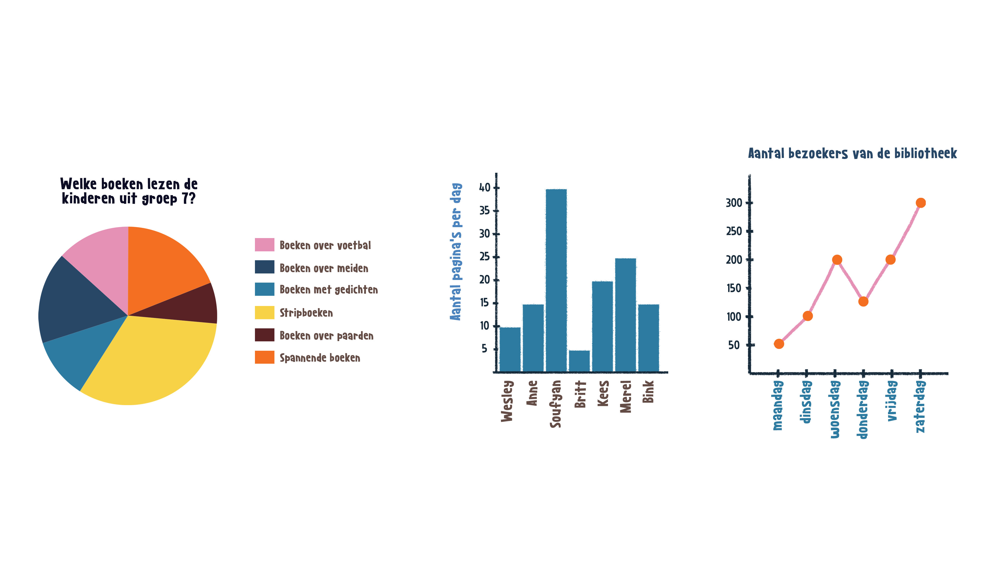 Welke boeken lezen de
kinderen uit groep 7?
Boeken over voetbal
Boeken over meiden
Boeken met gedichten
Stripboeken
Boeken over paarden
Spannende boeken
Aantal pagina's per dag
40
35
30
25
20
15
10
5
Wesley
Anne
Soufyan
Britt
Kees
Merel
Bink
Aantal bezoekers van de bibliotheek
300
250
200
150
100
50
maandag
dinsdag
woensdag
donderdag
vrijdag
zaterdag